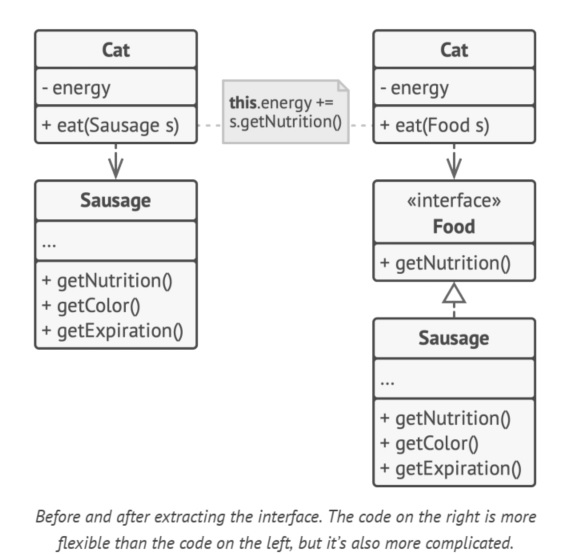 Cat
- energy
+ eat(Sausage s)
Sausage
...
+ getNutrition()
+ getColor()
+ getExpiration()
this.energy +=
s.getNutrition()
Cat
- energy
+ eat(Food s)
«interface»
Food
+ getNutrition()
Sausage
...
+ getNutrition()
+ getColor()
+ getExpiration()
Before and after extracting the interface. The code on the right is more
flexible than the code on the left, but it’s also more complicated.